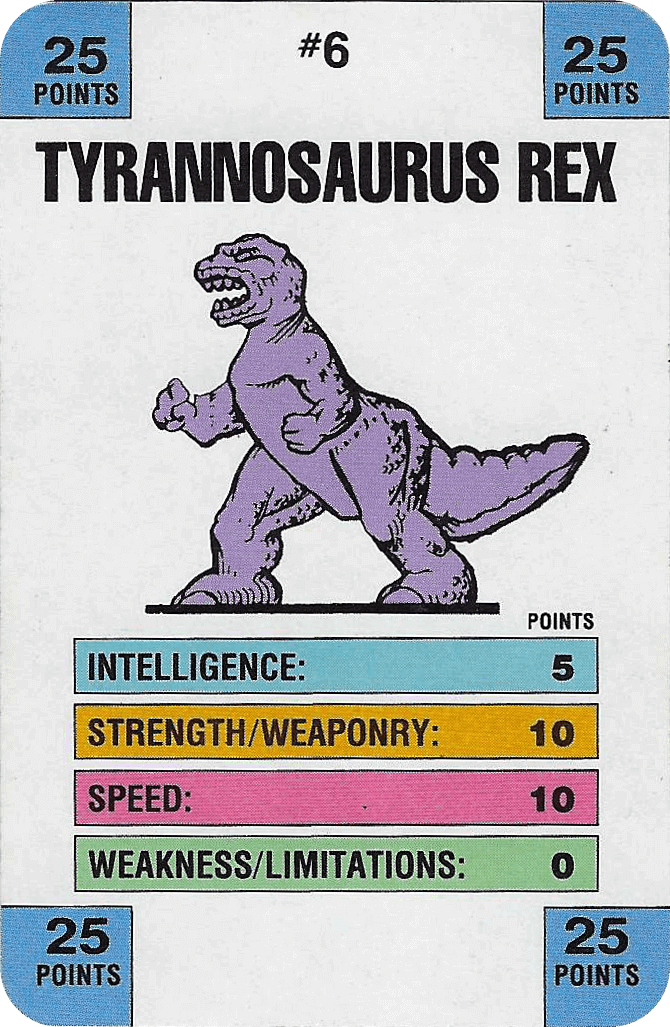 25 POINTS
#6
25 POINTS
TYRANNOSAURUS REX
POINTS
INTELLIGENCE: 5
STRENGTH/WEAPONRY: 10
SPEED: 10
WEAKNESS/LIMITATIONS: 0
25 POINTS
25 POINTS